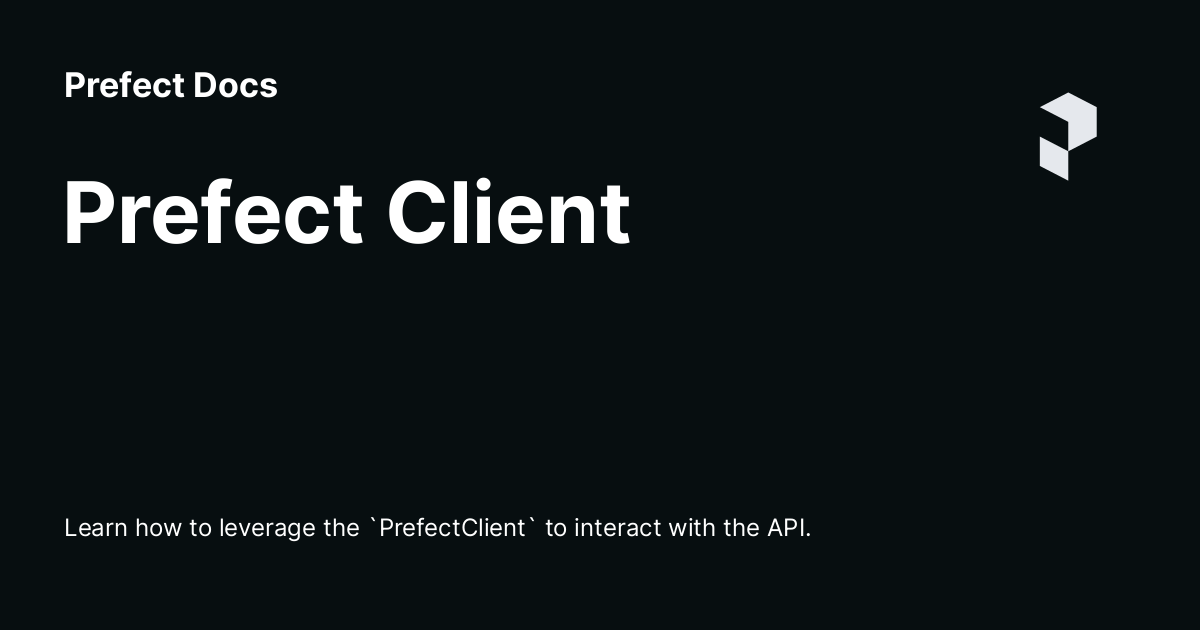 Prefect Docs
Prefect Client
Learn how to leverage the `PrefectClient` to interact with the API.